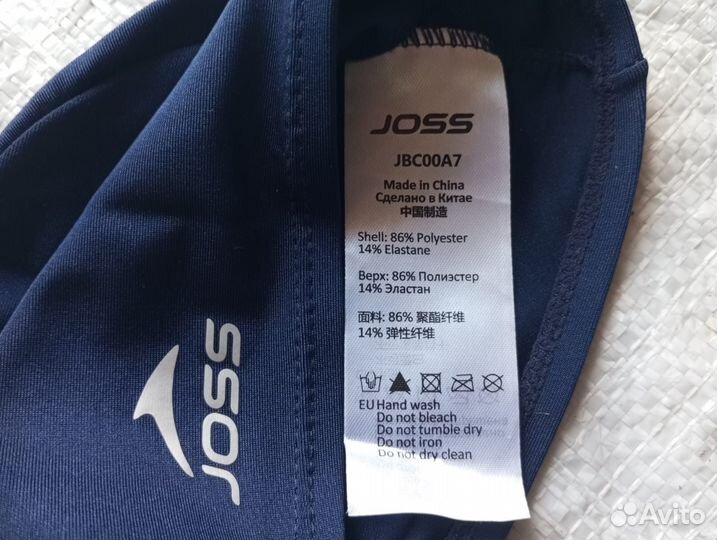 JOSS
JBC00A7
Made in China
Сделано в Китае
中国制造
Shell: 86% Polyester
14% Elastane
Верх: 86% Полиэстер
14% Эластан
面料: 86% 聚酯纤维
14% 弹性纤维
EU Hand wash
Do not bleach
Do not tumble dry
Do not iron
Do not dry clean
JOSS
Avito